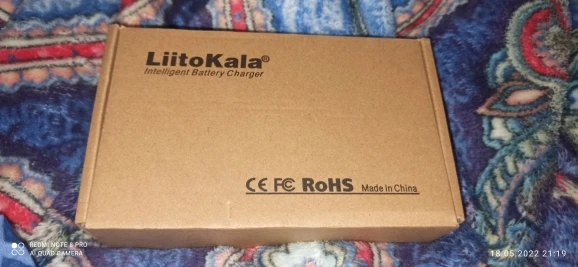 LiitoKala®
Intelligent Battery Charger
CE FC RoHS Made in China
REDMI NOTE 8 PRO
AI QUAD CAMERA
18.05.2022 21:19